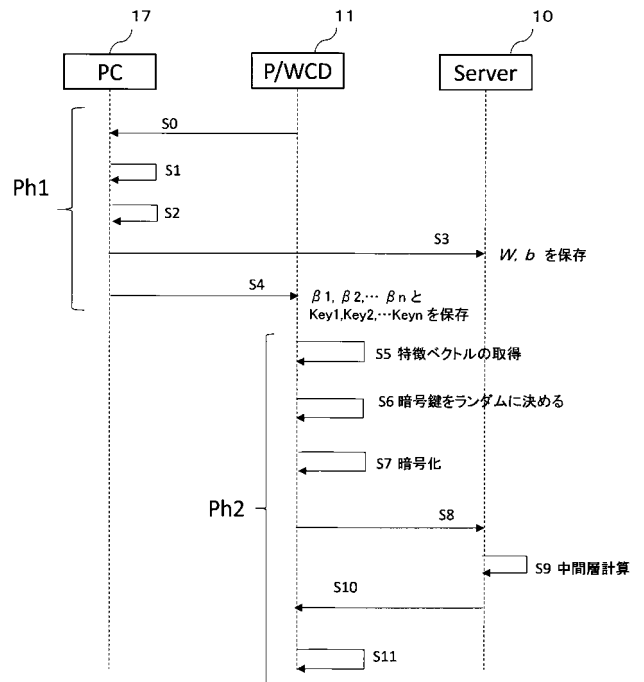 17
11
10
PC
P/WCD
Server
S0
Ph1
S1
S2
S3
W, b を保存
S4
β1, β2,… βn と
Key1,Key2,…Keyn を保存
S5 特徴ベクトルの取得
S6 暗号鍵をランダムに決める
S7 暗号化
Ph2
S8
S9 中間層計算
S10
S11